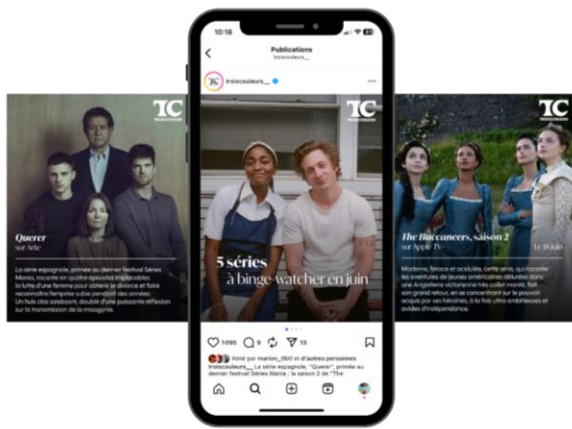 10:18
Publications
troiscouleurs__
TC
troiscouleurs__
TC
TROISCOULEURS
Querer
sur Arte
La série espagnole, primée au dernier festival Séries
Mania, raconte en quatre épisodes implacables
la lutte d'une femme pour obtenir le divorce et faire
reconnaître l'emprise subie pendant des années.
Un huis clos saisissant, doublé d'une puissante réflexion
sur la transmission de la misogynie.
TC
TROISCOULEURS
5 séries
à binge-watcher en juin
TC
TROISCOULEURS
The Buccaneers, saison 2
sur Apple TV+
Le 18 juin
Moderne, féroce et acidulée, cette série, qui raconte
les aventures de jeunes américaines délurées dans
une Angleterre victorienne très collet monté, fait
son grand retour, en se concentrant sur le pouvoir
acquis par ses héroïnes, à la fois ultra ambitieuses et
avides d'indépendance.
1095
9
13
Aimé par marion_ et d'autres personnes
troiscouleurs__ La série espagnole, "Querer", primée au
dernier festival Séries Mania ; la saison 2 de "The